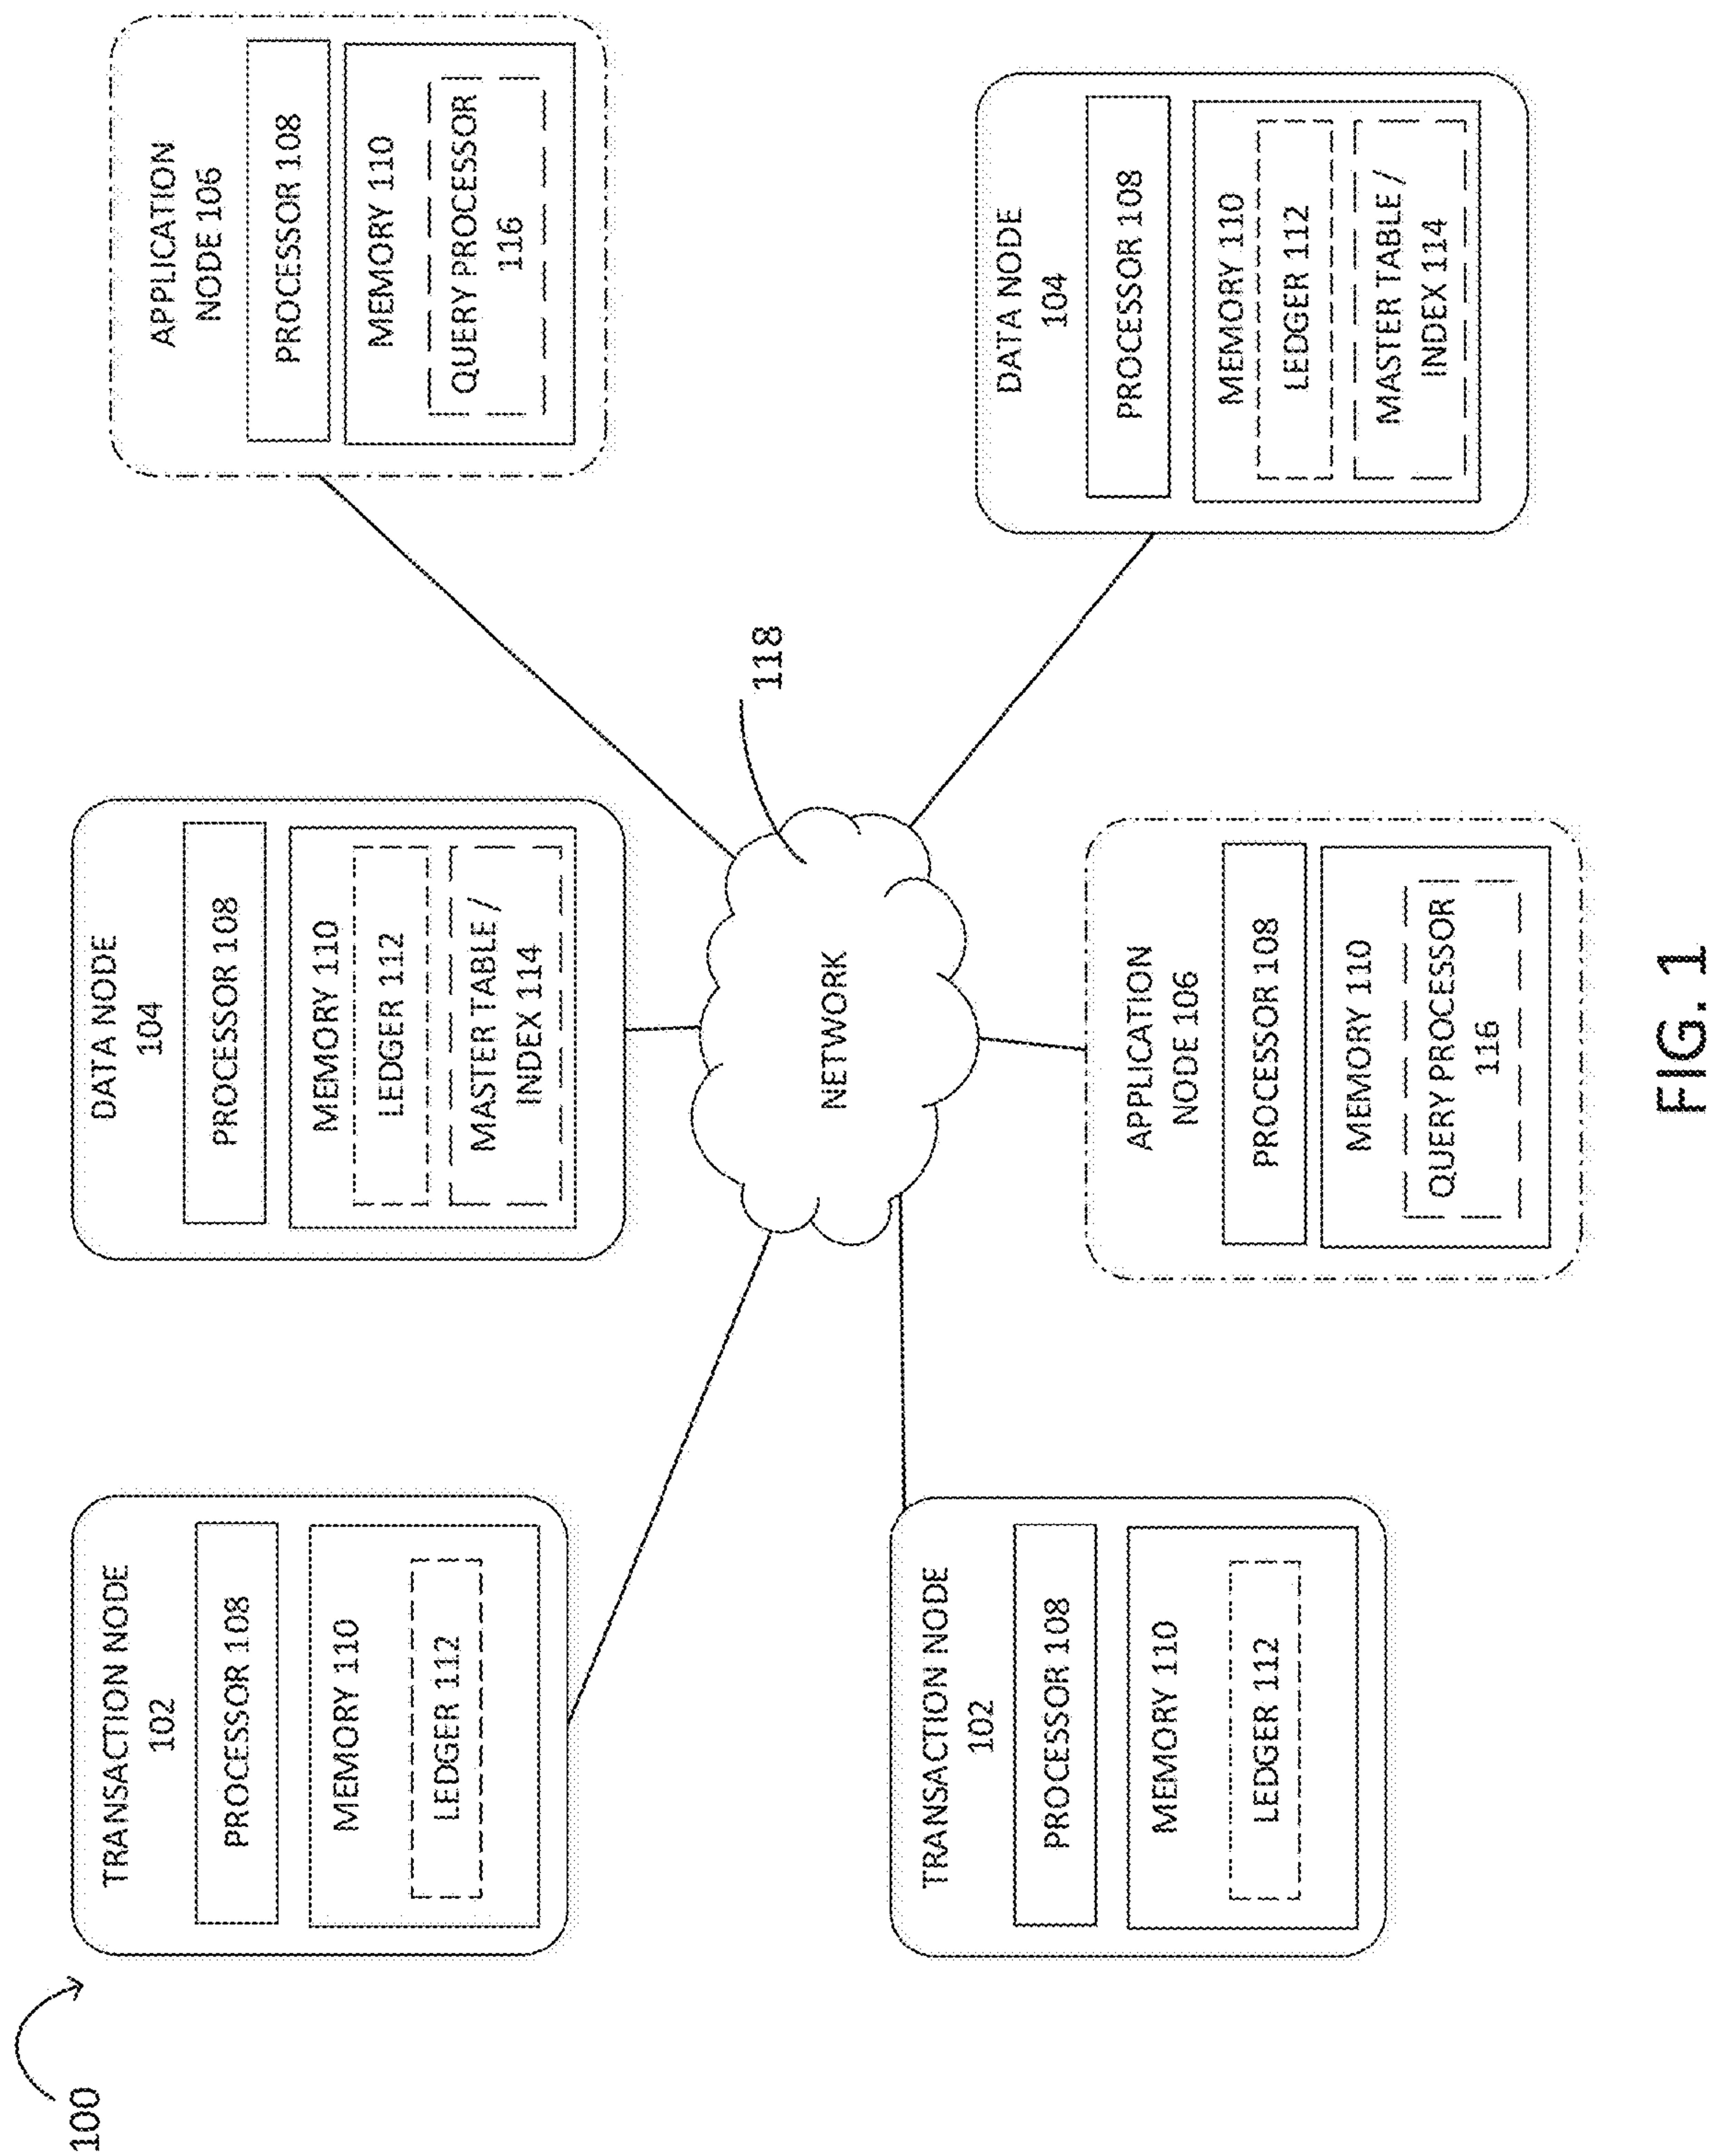 100
TRANSACTION NODE
102
PROCESSOR 108
MEMORY 110
LEDGER 112
DATA NODE
104
PROCESSOR 108
MEMORY 110
LEDGER 112
MASTER TABLE /
INDEX 114
APPLICATION
NODE 106
PROCESSOR 108
MEMORY 110
QUERY PROCESSOR
116
118
NETWORK
TRANSACTION NODE
102
PROCESSOR 108
MEMORY 110
LEDGER 112
APPLICATION
NODE 106
PROCESSOR 108
MEMORY 110
QUERY PROCESSOR
116
DATA NODE
104
PROCESSOR 108
MEMORY 110
LEDGER 112
MASTER TABLE /
INDEX 114
FIG. 1